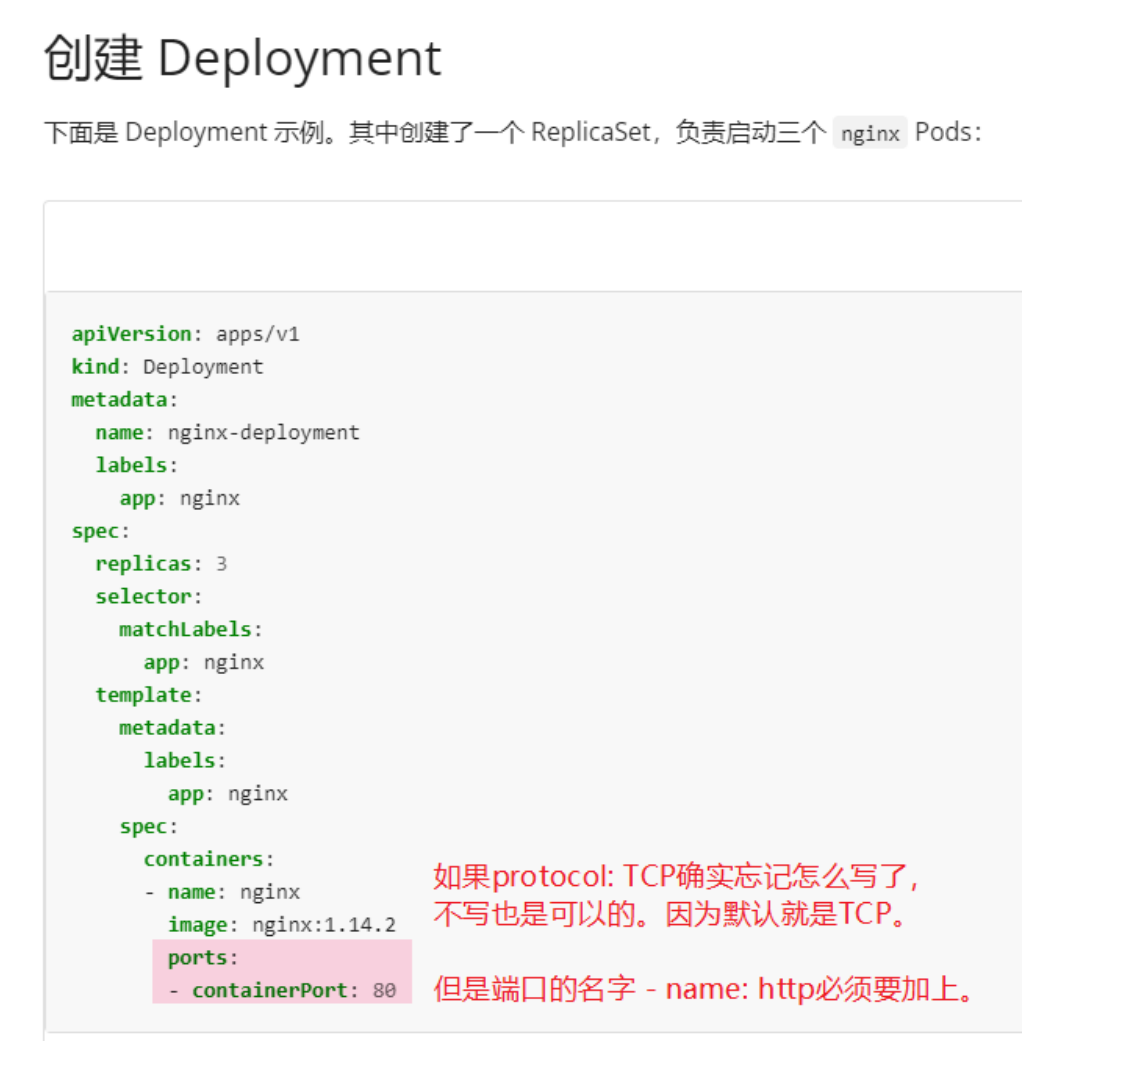 创建 Deployment
下面是 Deployment 示例。其中创建了一个 ReplicaSet，负责启动三个 nginx Pods：
apiVersion: apps/v1
kind: Deployment
metadata:
  name: nginx-deployment
  labels:
    app: nginx
spec:
  replicas: 3
  selector:
    matchLabels:
      app: nginx
  template:
    metadata:
      labels:
        app: nginx
    spec:
      containers:
      - name: nginx
        image: nginx:1.14.2
        ports:
        - containerPort: 80
如果protocol: TCP确实忘记怎么写了，
不写也是可以的。因为默认就是TCP。
但是端口的名字 - name: http必须要加上。